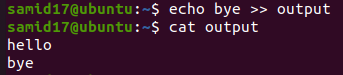 samid17@ubuntu:~$ echo bye >> output
samid17@ubuntu:~$ cat output
hello
bye